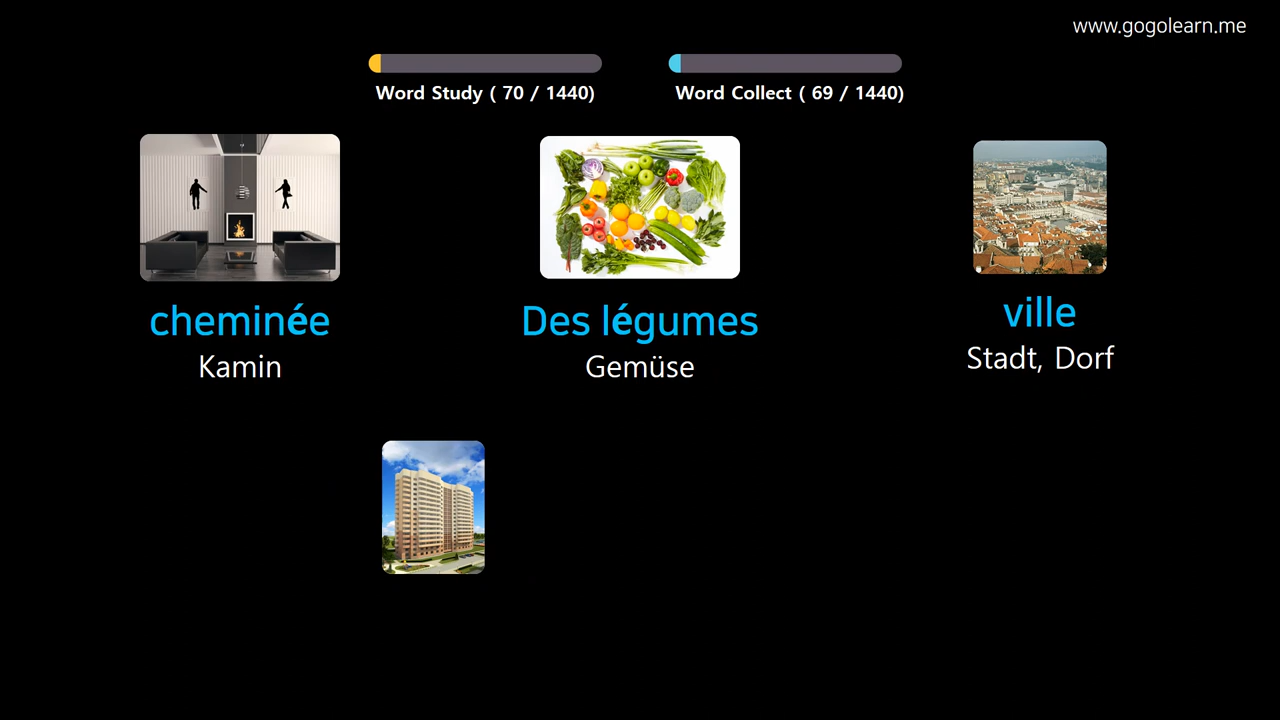 www.gogolearn.me
Word Study ( 70 / 1440)
Word Collect ( 69 / 1440)
cheminée
Kamin
Des légumes
Gemüse
ville
Stadt, Dorf